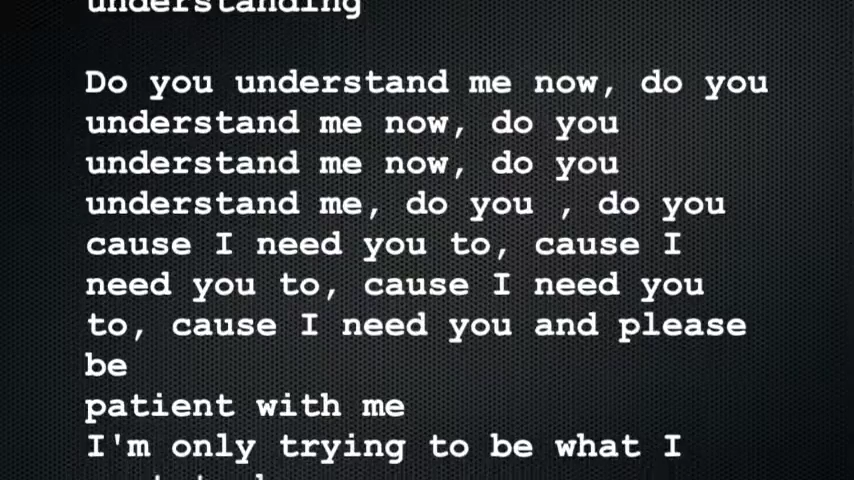 understanding
Do you understand me now, do you
understand me now, do you
understand me now, do you
understand me, do you , do you
cause I need you to, cause I
need you to, cause I need you
to, cause I need you and please
be
patient with me
I'm only trying to be what I